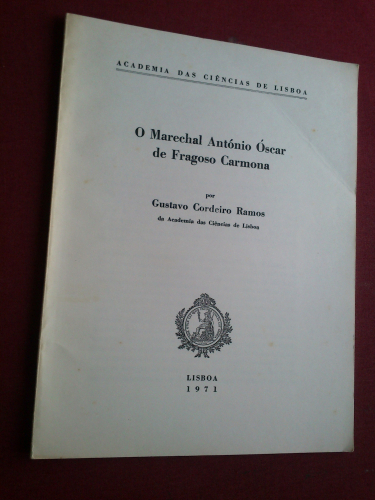 ACADEMIA DAS CIÊNCIAS DE LISBOA
O Marechal António Óscar
de Fragoso Carmona
por
Gustavo Cordeiro Ramos
da Academia das Ciências de Lisboa
LISBOA
1971